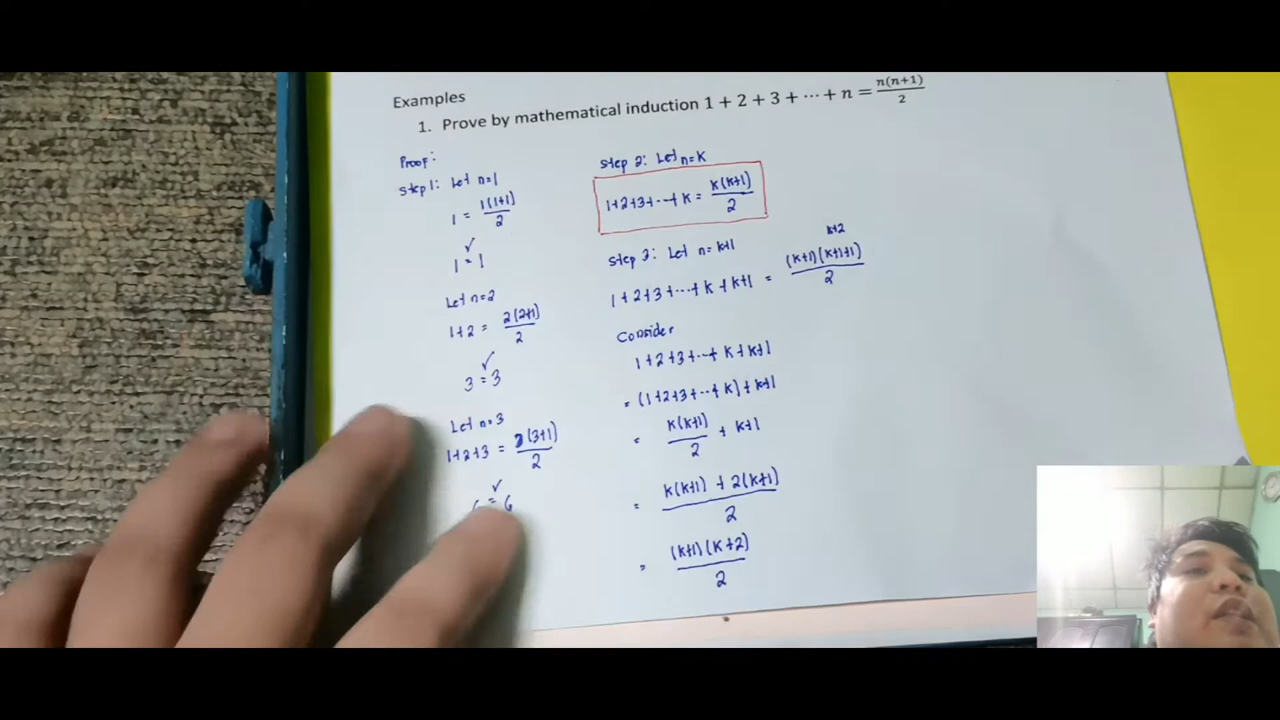 Examples
1. Prove by mathematical induction 1 + 2 + 3 + ⋯ + n = n(n+1)/2
Proof:
Step 1: Let n=1
1 = 1(1+1)/2
✓
1 = 1
Let n=2
1+2 = 2(2+1)/2
✓
3 = 3
Let n=3
1+2+3 = 3(3+1)/2
✓
= 6
Step 2: Let n=k
1+2+3+⋯+k = k(k+1)/2
Step 3: Let n=k+1
k+2
1+2+3+⋯+k+k+1 = (k+1)(k+1+1)/2
Consider
1+2+3+⋯+k+k+1
= (1+2+3+⋯+k)+k+1
= k(k+1)/2 + k+1
= k(k+1) + 2(k+1)/2
= (k+1)(k+2)/2